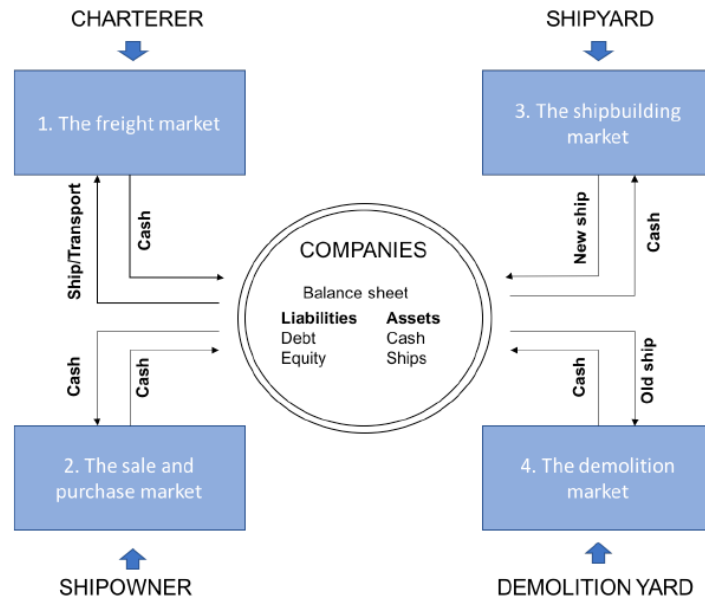 CHARTERER
SHIPYARD
1. The freight market
3. The shipbuilding
market
Ship/Transport
Cash
New ship
Cash
COMPANIES
Balance sheet
Liabilities Assets
Debt Cash
Equity Ships
Cash
Cash
Cash
Old ship
2. The sale and
purchase market
4. The demolition
market
SHIPOWNER
DEMOLITION YARD